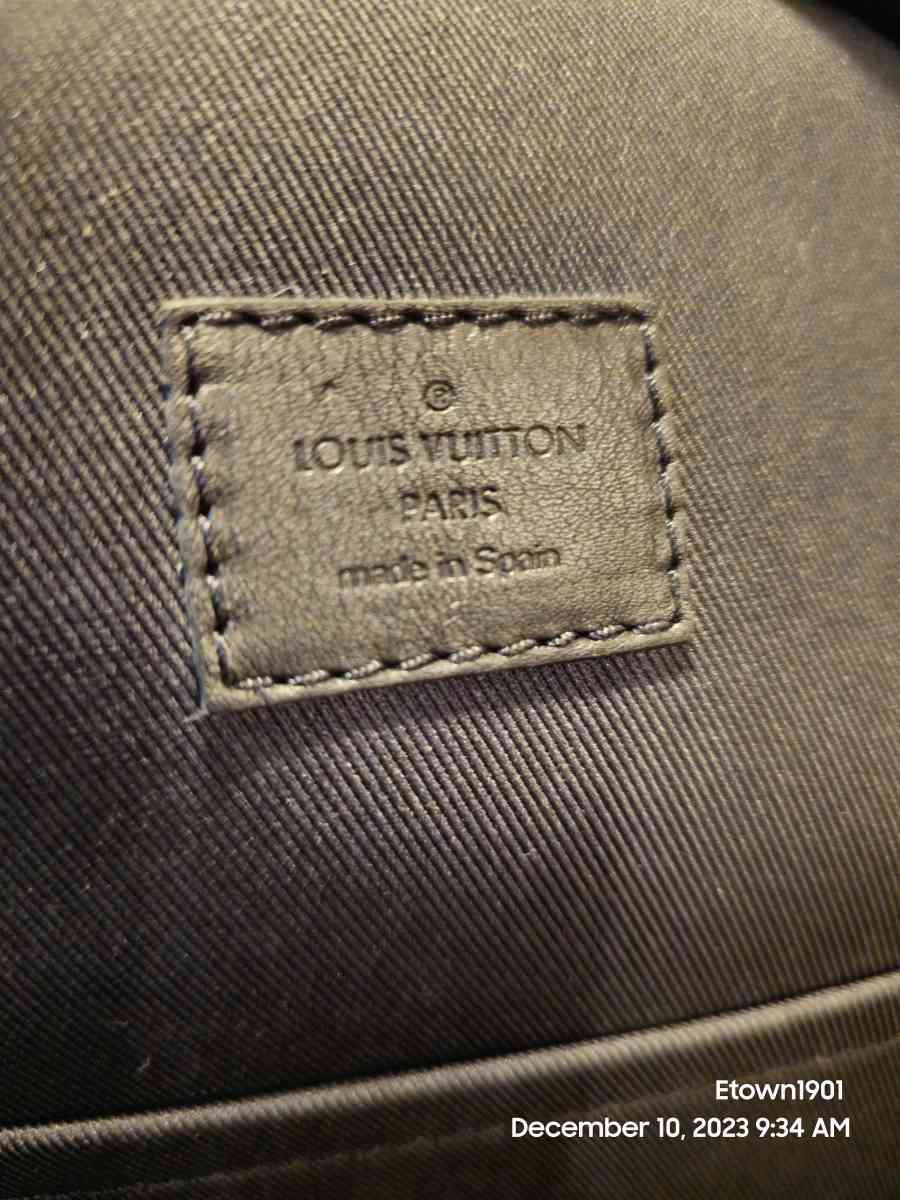 ©
LOUIS VUITTON
PARIS
made in Spain
Etown1901
December 10, 2023 9:34 AM